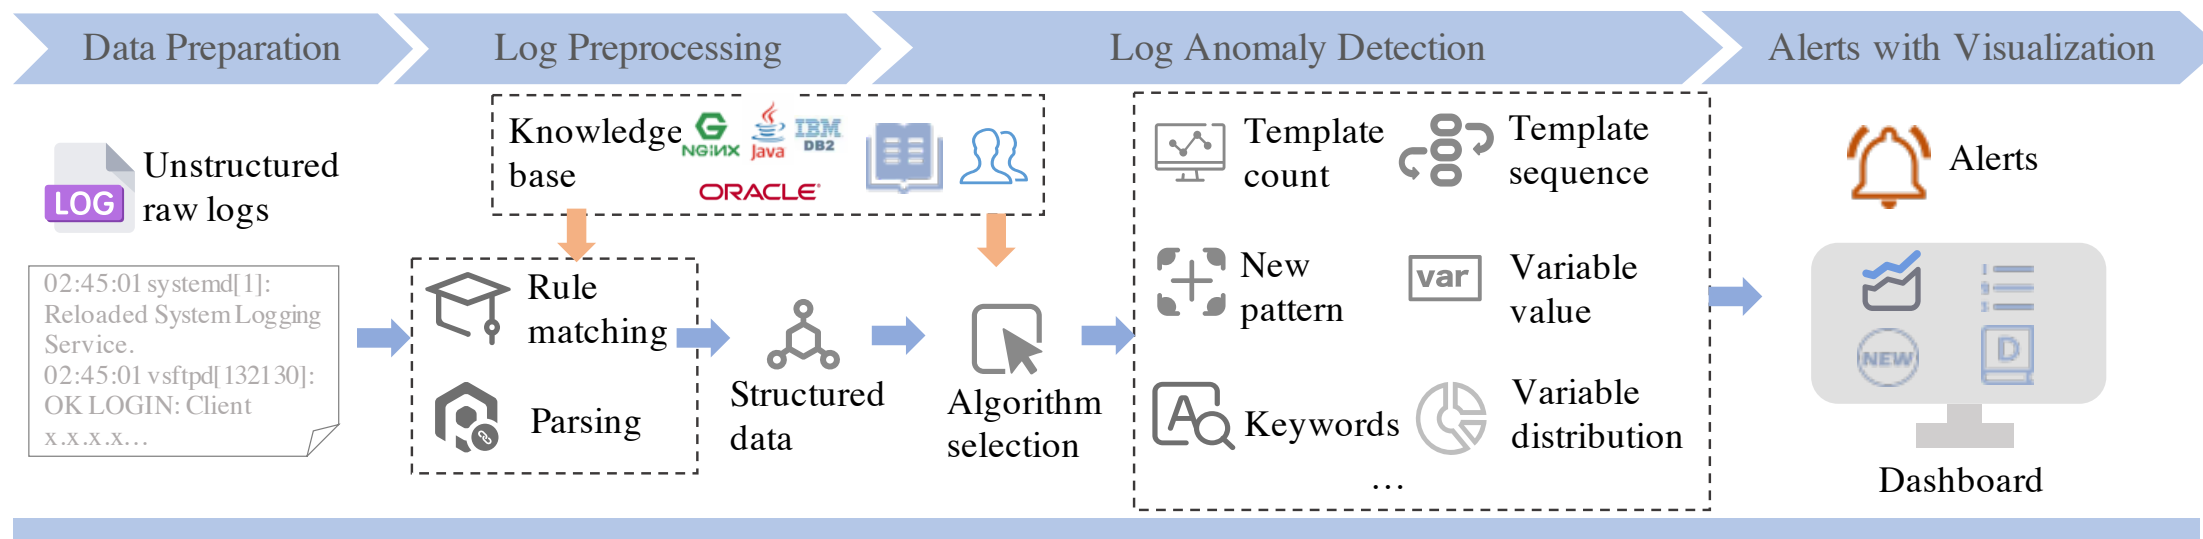 Data Preparation
Log Preprocessing
Log Anomaly Detection
Alerts with Visualization
Unstructured
raw logs
LOG
02:45:01 systemd[1]:
Reloaded System Logging
Service.
02:45:01 vsftpd[132130]:
OK LOGIN: Client
x.x.x.x...
Knowledge
base
NGINX
Java
IBM
DB2
ORACLE
Rule
matching
Parsing
Structured
data
Algorithm
selection
Template
count
Template
sequence
New
pattern
var
Variable
value
A
Keywords
Variable
distribution
...
Alerts
NEW
D
Dashboard